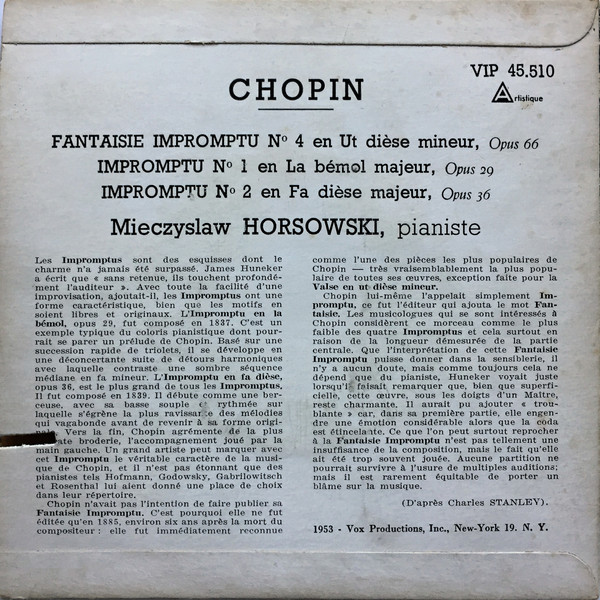 VIP 45.510
Artistique
CHOPIN
FANTAISIE IMPROMPTU Nº 4 en Ut dièse mineur, Opus 66
IMPROMPTU Nº 1 en La bémol majeur, Opus 29
IMPROMPTU Nº 2 en Fa dièse majeur, Opus 36
Mieczyslaw HORSOWSKI, pianiste
Les Impromptus sont des esquisses dont le
charme n'a jamais été surpassé. James Huneker
a écrit que « sans retenue, ils touchent profondé-
ment l'auditeur ». Avec toute la facilité d'une
improvisation, ajoutait-il, les Impromptus ont une
forme caractéristique, bien que les motifs en
soient libres et originaux. L'Impromptu en la
bémol, opus 29, fut composé en 1837. C'est un
exemple typique du coloris pianistique dont pour-
rait se parer un prélude de Chopin. Basé sur une
succession rapide de triolets, il se développe en
une déconcertante suite de détours harmoniques
avec laquelle contraste une sombre séquence
médiane en fa mineur. L'Impromptu en fa dièse,
opus 36, est le plus grand de tous les Impromptus,
Il fut composé en 1839. Il débute comme une ber-
ceuse, avec sa basse souple et rythmée sur
laquelle s'égrène la plus ravissante des mélodies
qui vagabonde avant de revenir à sa forme origi-
Vers la fin, Chopin agrémente de la plus
broderie, l'accompagnement joué par la
main gauche. Un grand artiste peut marquer avec
cet Impromptu le véritable caractère de la musi-
que de Chopin, et il n'est pas étonnant que des
pianistes tels Hofmann, Godowsky, Gabrilowitsch
et Rosenthal lui aient donné une place de choix
dans leur répertoire.
Chopin n'avait pas l'intention de faire publier sa
Fantaisie Impromptu. C'est pourquoi elle ne fut
éditée qu'en 1885, environ six ans après la mort du
compositeur : elle fut immédiatement reconnue
comme l'une des pièces les plus populaires de
Chopin — très vraisemblablement la plus popu-
laire de toutes ses œuvres, exception faite pour la
Valse en ut dièse mineur.
Chopin lui-même l'appelait simplement Im-
promptu, ce fut l'éditeur qui ajouta le mot Fan-
taisie. Les musicologues qui se sont intéressés à
Chopin considèrent ce morceau comme le plus
faible des quatre Impromptus et cela surtout en
raison de la longueur démesurée de la partie
centrale. Que l'interprétation de cette Fantaisie
Impromptu puisse donner dans la sensiblerie, il
n'y a aucun doute, mais comme toujours cela ne
dépend que du pianiste, Huneker voyait juste
lorsqu'il faisait remarquer que, bien que superfi-
cielle, cette œuvre, sous les doigts d'un Maître,
reste charmante. Il aurait pu ajouter « trou-
blante » car, dans sa première partie, elle engen-
dre une émotion considérable alors que la coda
est étincelante. Ce que l'on peut surtout reprocher
à la Fantaisie Impromptu n'est pas tellement une
insuffisance de la composition, mais le fait qu'elle
ait été trop souvent jouée. Aucune partition ne
pourrait survivre à l'usure de multiples auditions;
mais il est rarement équitable de porter un
blâme sur la musique.
(D'après Charles STANLEY).
1953 - Vox Productions, Inc., New-York 19. N. Y.